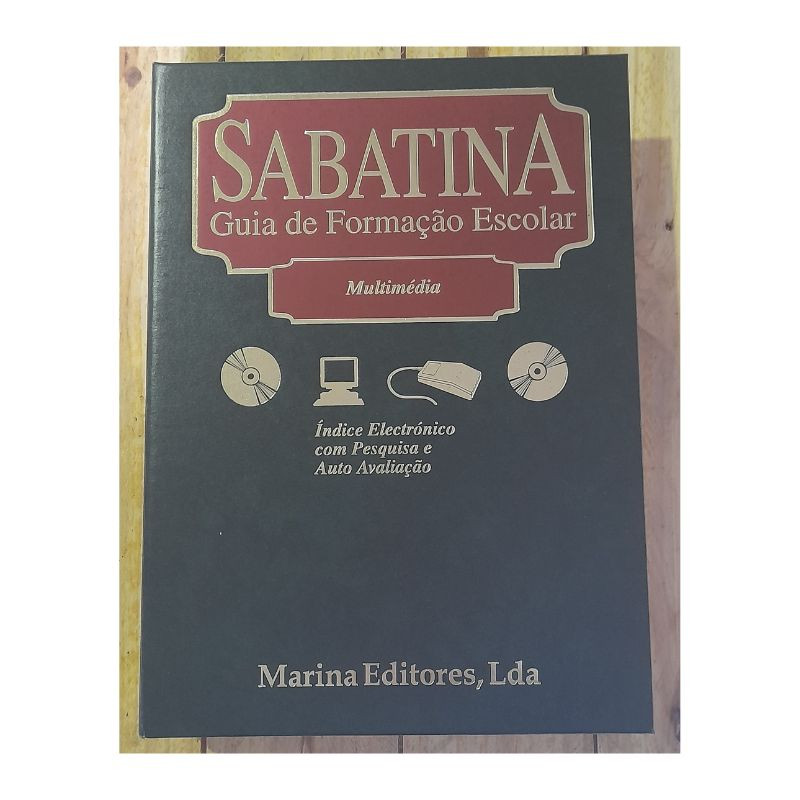 SABATINA
Guia de Formação Escolar
Multimédia
Índice Electrónico
com Pesquisa e
Auto Avaliação
Marina Editores, Lda